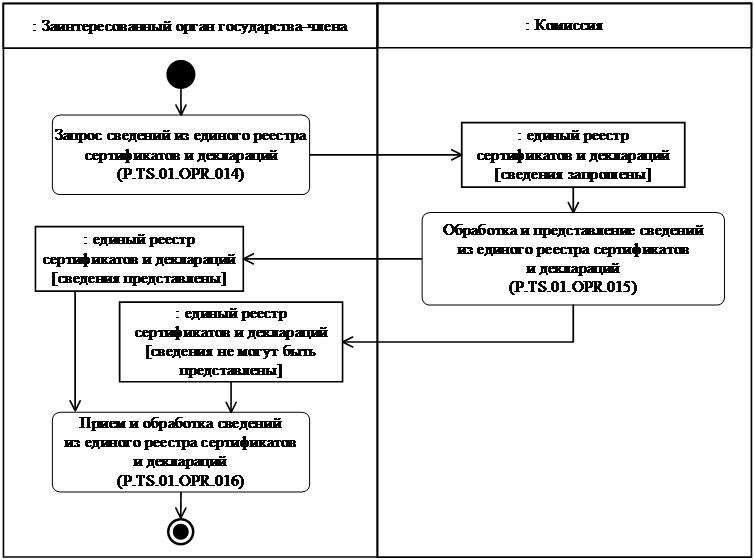 : Заинтересованный орган государства-члена
: Комиссия
Запрос сведений из единого реестра
сертификатов и деклараций
(P.TS.01.OPR.014)
: единый реестр
сертификатов и деклараций
[сведения запрошены]
Обработка и представление сведений
из единого реестра сертификатов
и деклараций
(P.TS.01.OPR.015)
: единый реестр
сертификатов и деклараций
[сведения представлены]
: единый реестр
сертификатов и деклараций
[сведения не могут быть
представлены]
Прием и обработка сведений
из единого реестра сертификатов
и деклараций
(P.TS.01.OPR.016)